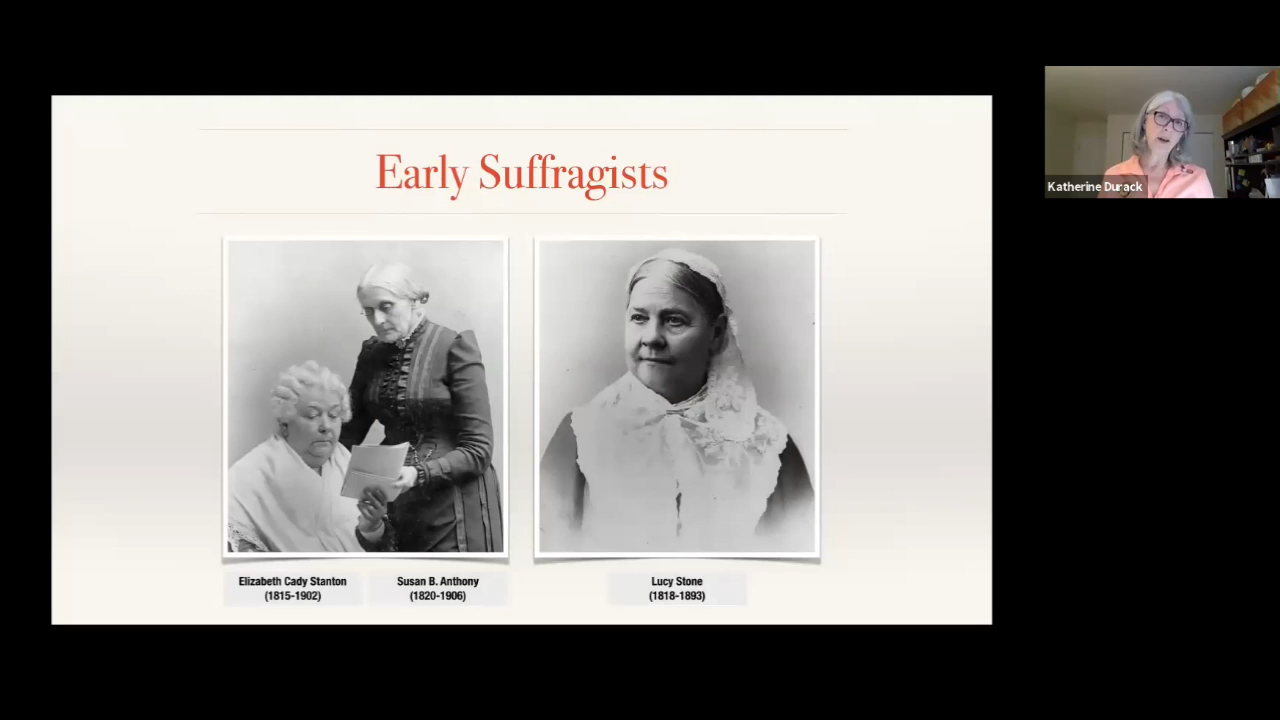 Early Suffragists
Katherine Durack
Elizabeth Cady Stanton
(1815-1902)
Susan B. Anthony
(1820-1906)
Lucy Stone
(1818-1893)